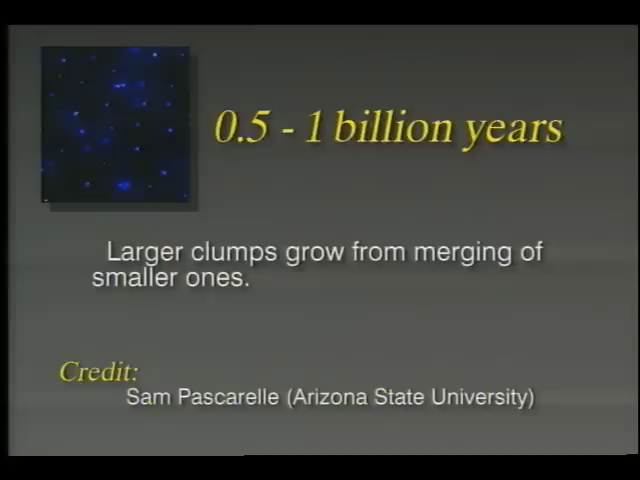 0.5 - 1 billion years
Larger clumps grow from merging of
smaller ones.
Credit:
Sam Pascarelle (Arizona State University)